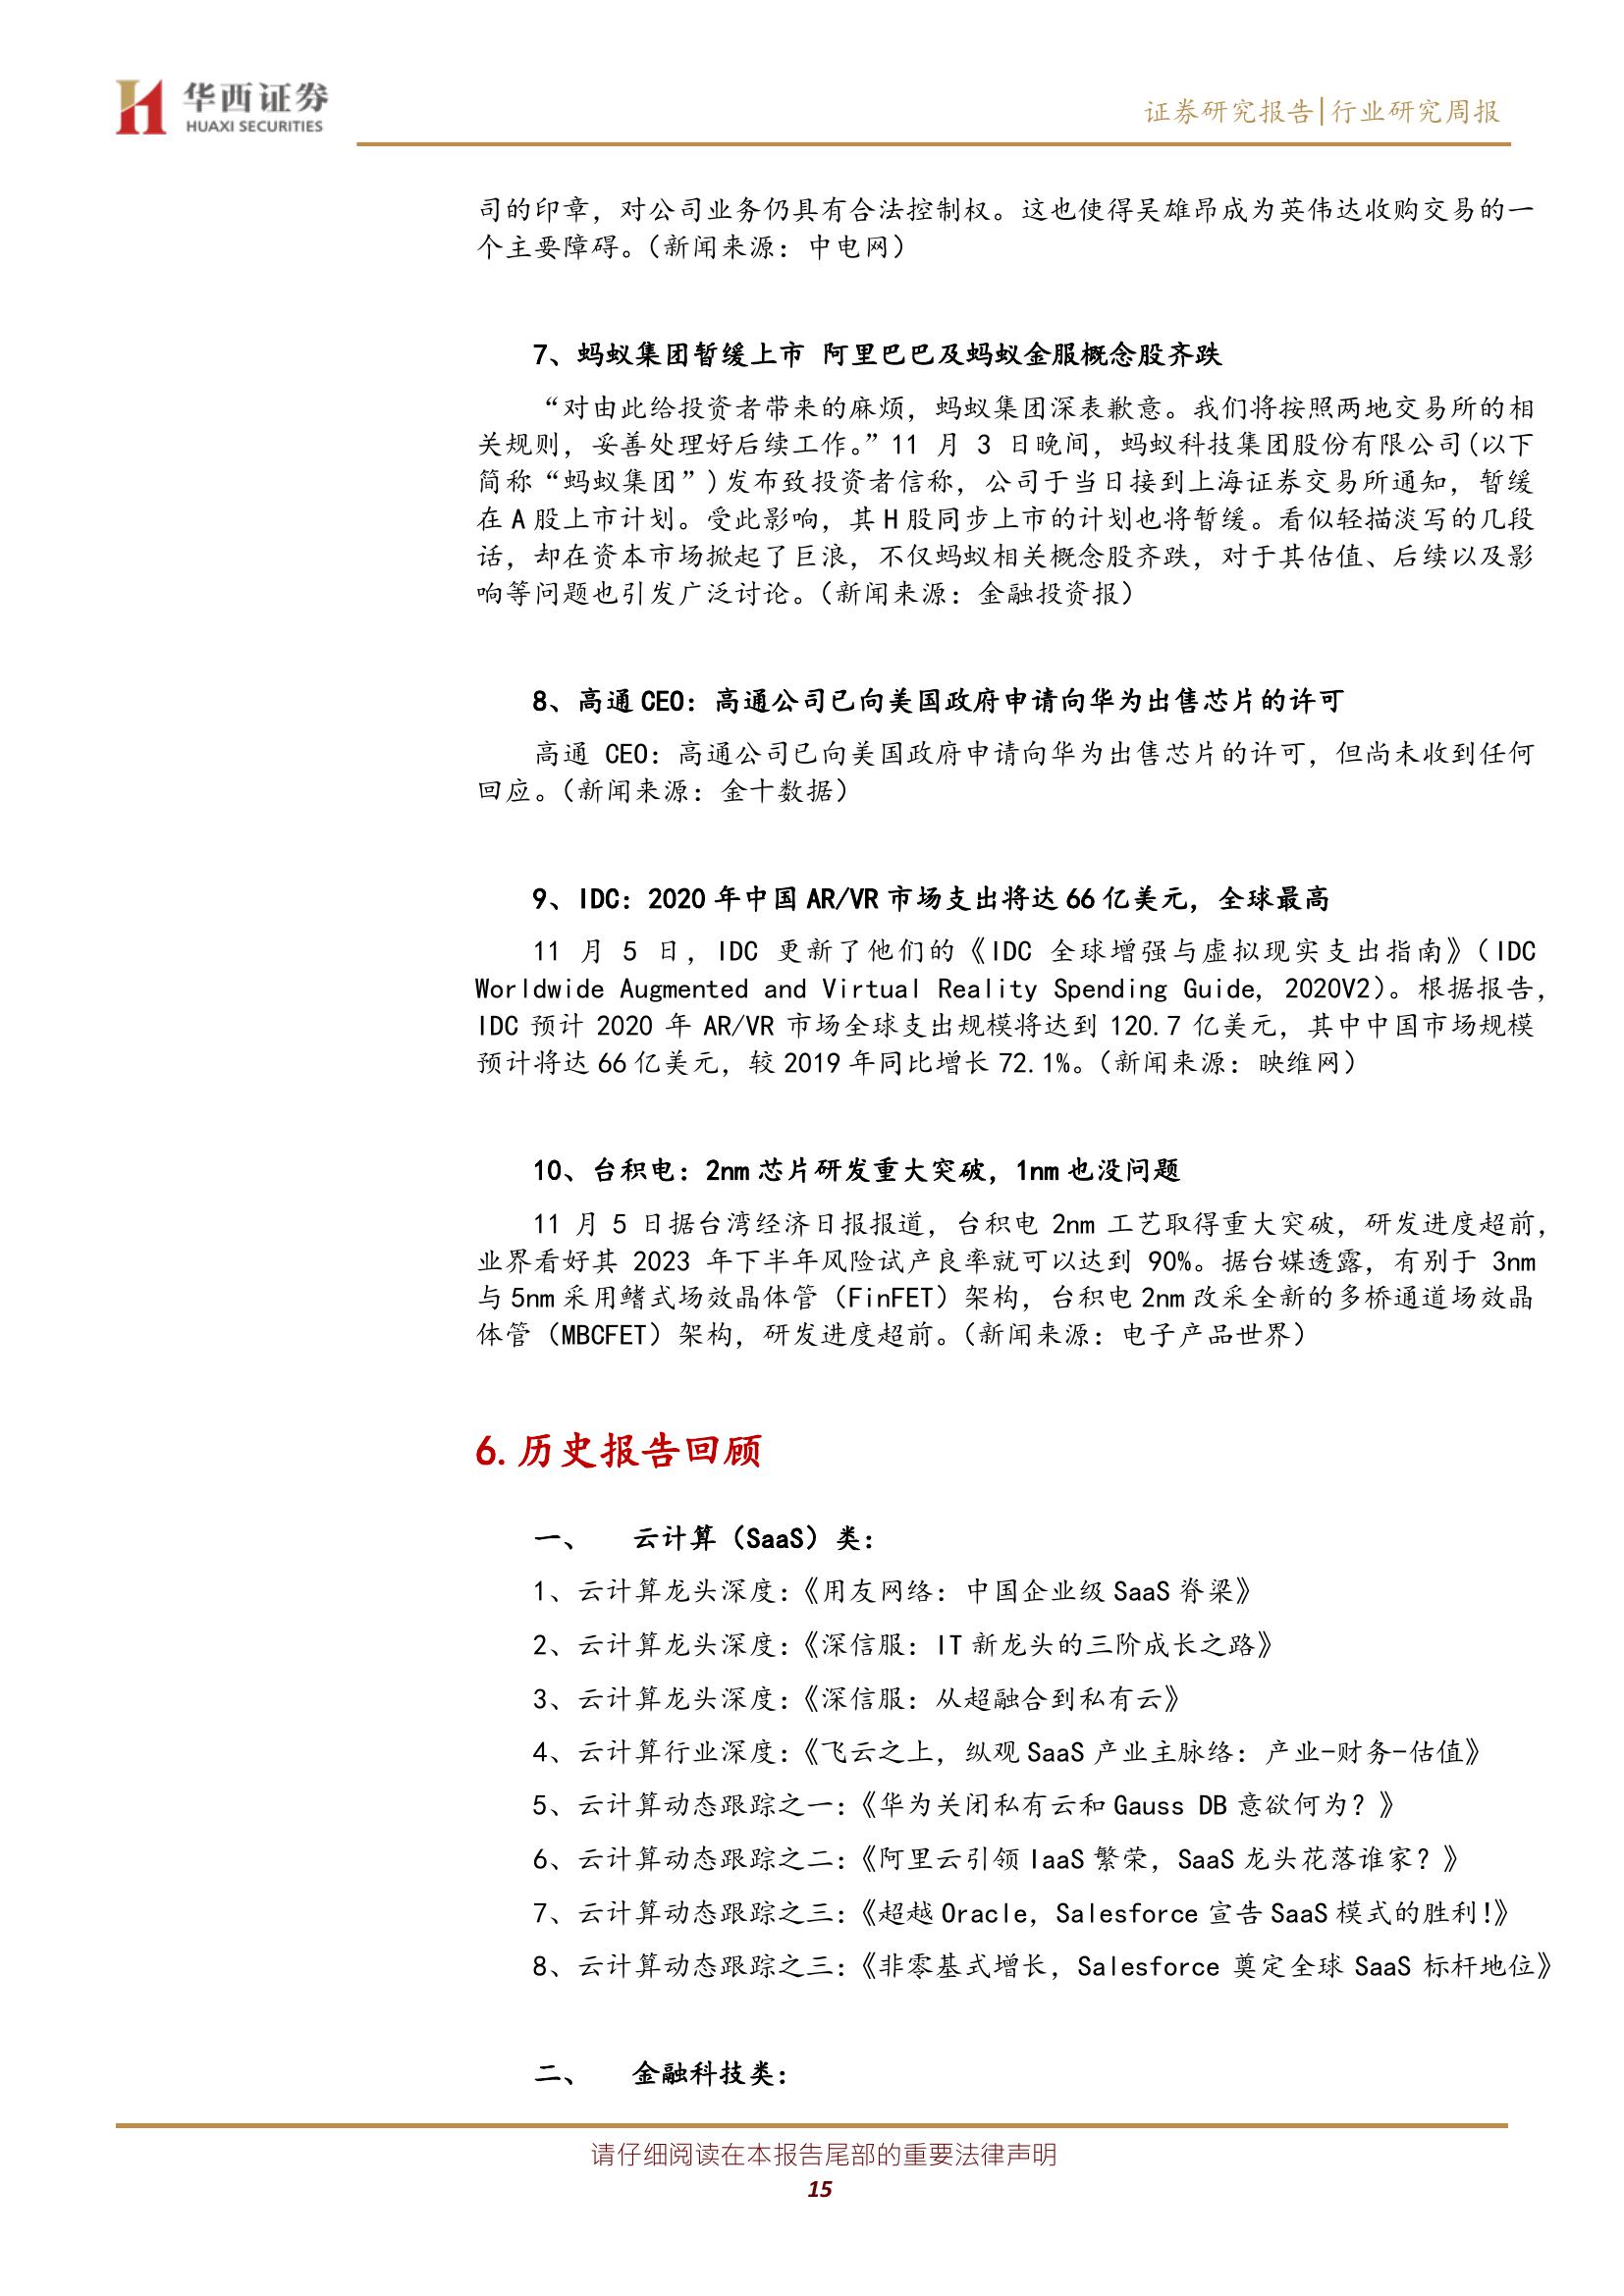 华西证券
HUAXI SECURITIES
证券研究报告|行业研究周报
司的印章，对公司业务仍具有合法控制权。这也使得吴雄昂成为英伟达收购交易的一
个主要障碍。（新闻来源：中电网）
7、蚂蚁集团暂缓上市 阿里巴巴及蚂蚁金服概念股齐跌
“对由此给投资者带来的麻烦，蚂蚁集团深表歉意。我们将按照两地交易所的相
关规则，妥善处理好后续工作。”11 月 3 日晚间，蚂蚁科技集团股份有限公司(以下
简称“蚂蚁集团”)发布致投资者信称，公司于当日接到上海证券交易所通知，暂缓
在 A 股上市计划。受此影响，其 H 股同步上市的计划也将暂缓。看似轻描淡写的几段
话，却在资本市场掀起了巨浪，不仅蚂蚁相关概念股齐跌，对于其估值、后续以及影
响等问题也引发广泛讨论。（新闻来源：金融投资报）
8、高通 CEO：高通公司已向美国政府申请向华为出售芯片的许可
高通 CEO：高通公司已向美国政府申请向华为出售芯片的许可，但尚未收到任何
回应。（新闻来源：金十数据）
9、IDC：2020 年中国 AR/VR 市场支出将达 66 亿美元，全球最高
11 月 5 日，IDC 更新了他们的《IDC 全球增强与虚拟现实支出指南》（IDC
Worldwide Augmented and Virtual Reality Spending Guide, 2020V2）。根据报告，
IDC 预计 2020 年 AR/VR 市场全球支出规模将达到 120.7 亿美元，其中中国市场规模
预计将达 66 亿美元，较 2019 年同比增长 72.1%。（新闻来源：映维网）
10、台积电：2nm 芯片研发重大突破，1nm 也没问题
11 月 5 日据台湾经济日报报道，台积电 2nm 工艺取得重大突破，研发进度超前，
业界看好其 2023 年下半年风险试产良率就可以达到 90%。据台媒透露，有别于 3nm
与 5nm 采用鳍式场效晶体管（FinFET）架构，台积电 2nm 改采全新的多桥通道场效晶
体管（MBCFET）架构，研发进度超前。（新闻来源：电子产品世界）
6.历史报告回顾
一、 云计算（SaaS）类：
1、云计算龙头深度：《用友网络：中国企业级 SaaS 脊梁》
2、云计算龙头深度：《深信服：IT 新龙头的三阶成长之路》
3、云计算龙头深度：《深信服：从超融合到私有云》
4、云计算行业深度：《飞云之上，纵观 SaaS 产业主脉络：产业-财务-估值》
5、云计算动态跟踪之一：《华为关闭私有云和 Gauss DB 意欲何为？》
6、云计算动态跟踪之二：《阿里云引领 IaaS 繁荣，SaaS 龙头花落谁家？》
7、云计算动态跟踪之三：《超越 Oracle，Salesforce 宣告 SaaS 模式的胜利!》
8、云计算动态跟踪之三：《非零基式增长，Salesforce 奠定全球 SaaS 标杆地位》
二、 金融科技类：
请仔细阅读在本报告尾部的重要法律声明
15